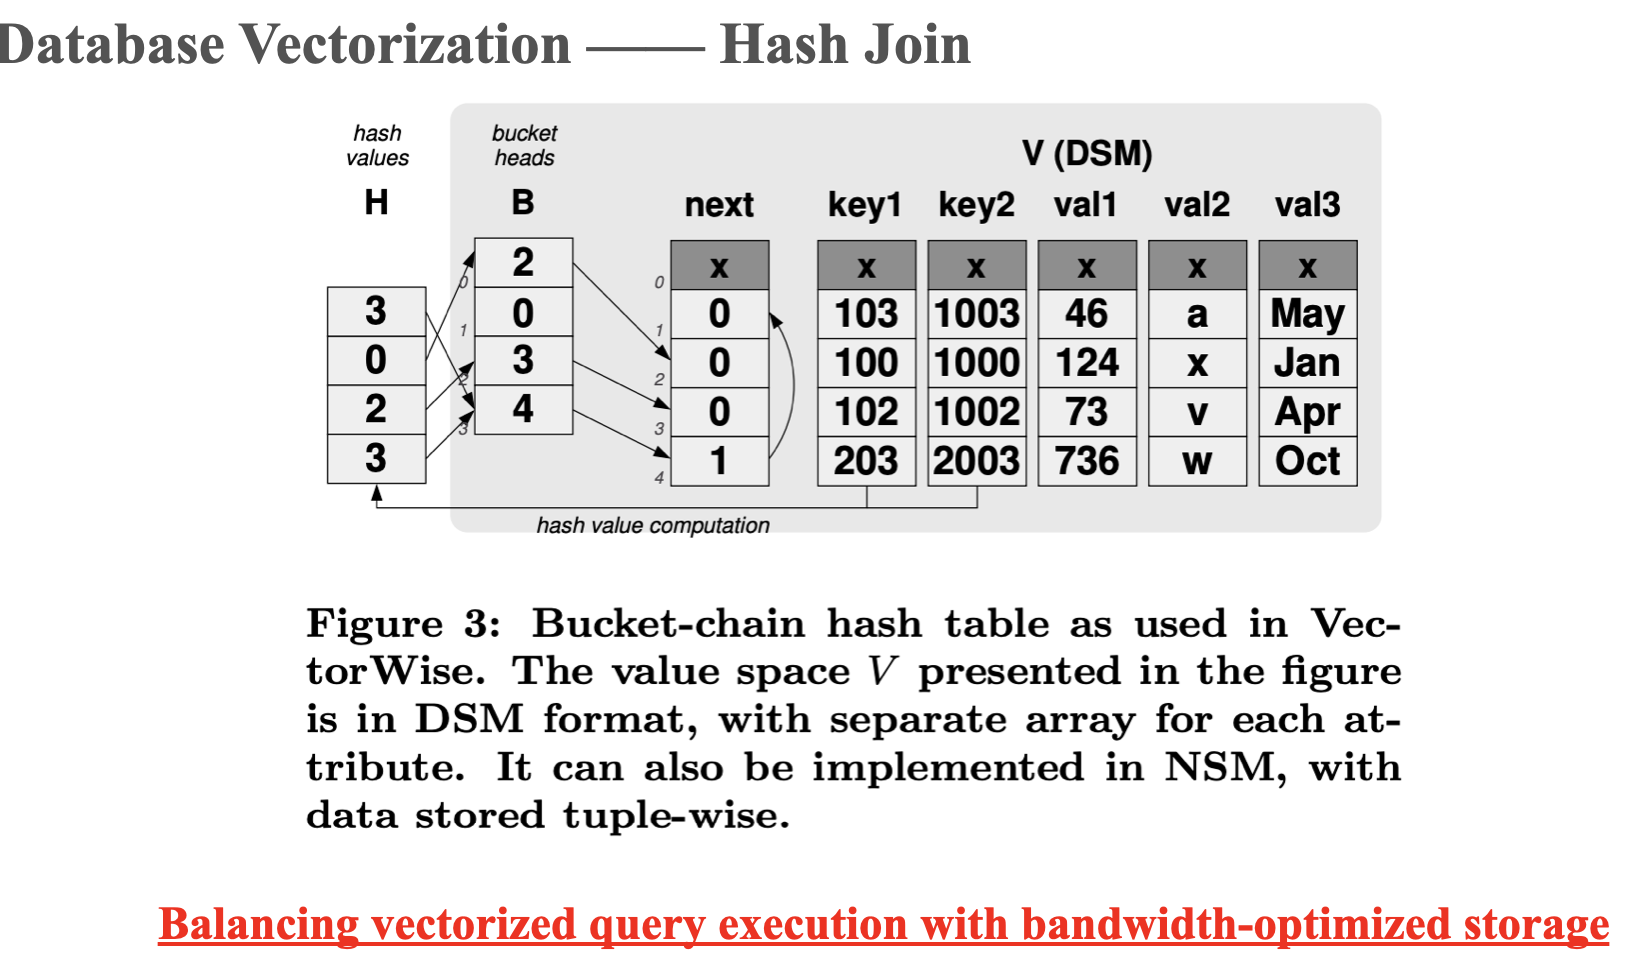 Database Vectorization —— Hash Join
hash values
bucket heads
V (DSM)
H B next key1 key2 val1 val2 val3
2 x x x x x x
0
3 0 0 103 1003 46 a May
1 1
0 3 0 100 1000 124 x Jan
2 2
2 4 0 102 1002 73 v Apr
3 3
3 1 203 2003 736 w Oct
4
hash value computation
Figure 3: Bucket-chain hash table as used in Vec-
torWise. The value space V presented in the figure
is in DSM format, with separate array for each at-
tribute. It can also be implemented in NSM, with
data stored tuple-wise.
Balancing vectorized query execution with bandwidth-optimized storage